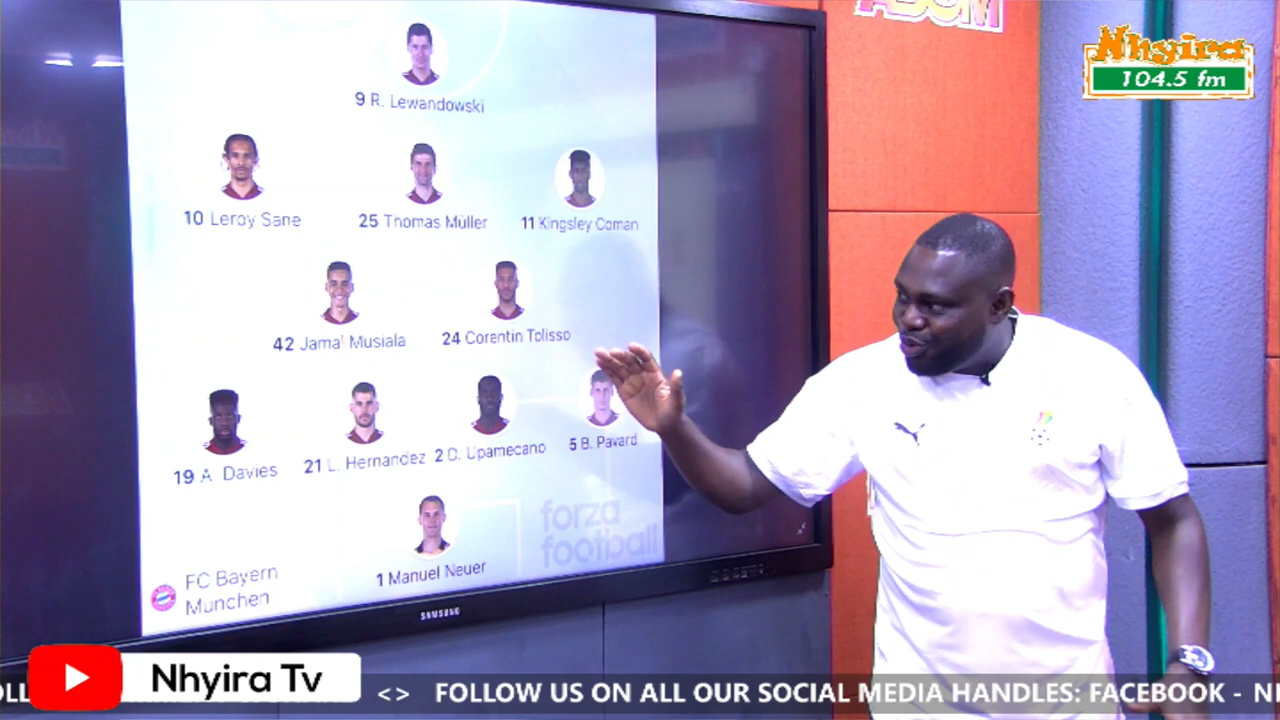 ABOM
Nhyira
104.5 fm
9 R. Lewandowski
10 Leroy Sane
25 Thomas Müller
11 Kingsley Coman
42 Jamal Musiala
24 Corentin Tolisso
19 A. Davies
21 L. Hernandez
2 D. Upamecano
5 B. Pavard
1 Manuel Neuer
forza
football
FC Bayern
Munchen
SAMSUNG
Nhyira Tv
<> FOLLOW US ON ALL OUR SOCIAL MEDIA HANDLES: FACEBOOK -